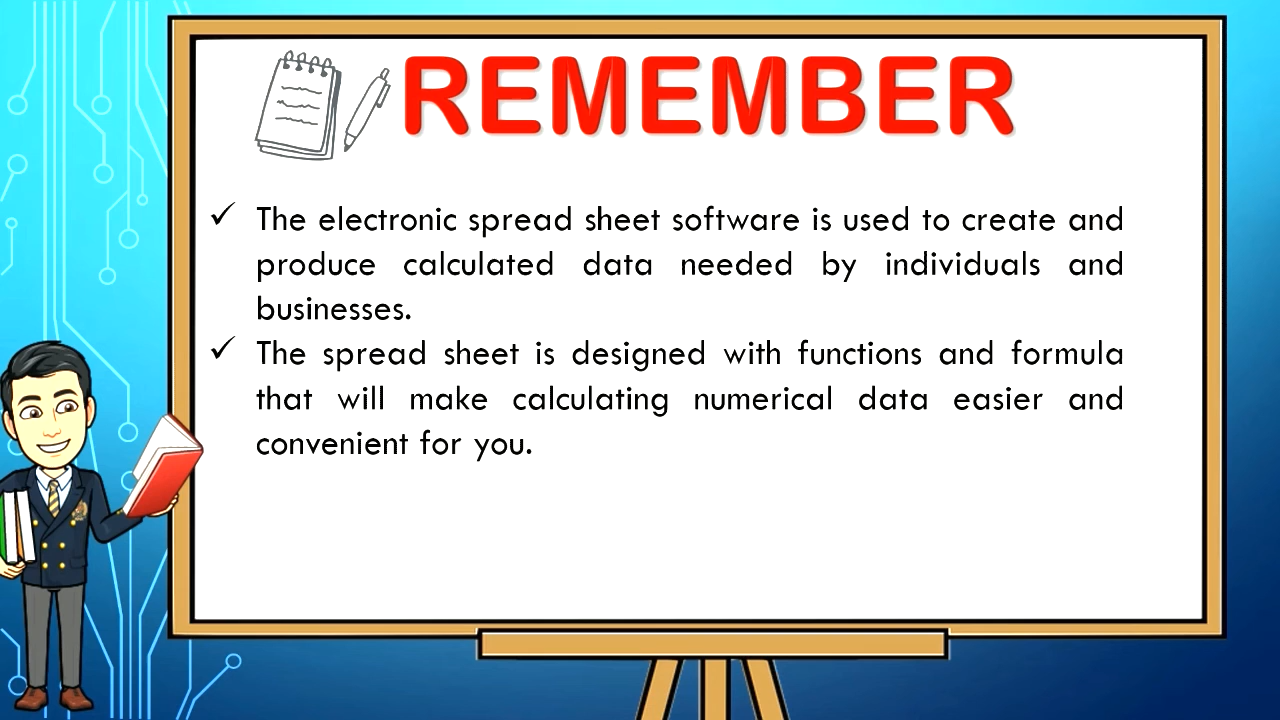 REMEMBER
✓ The electronic spread sheet software is used to create and
produce calculated data needed by individuals and
businesses.
✓ The spread sheet is designed with functions and formula
that will make calculating numerical data easier and
convenient for you.